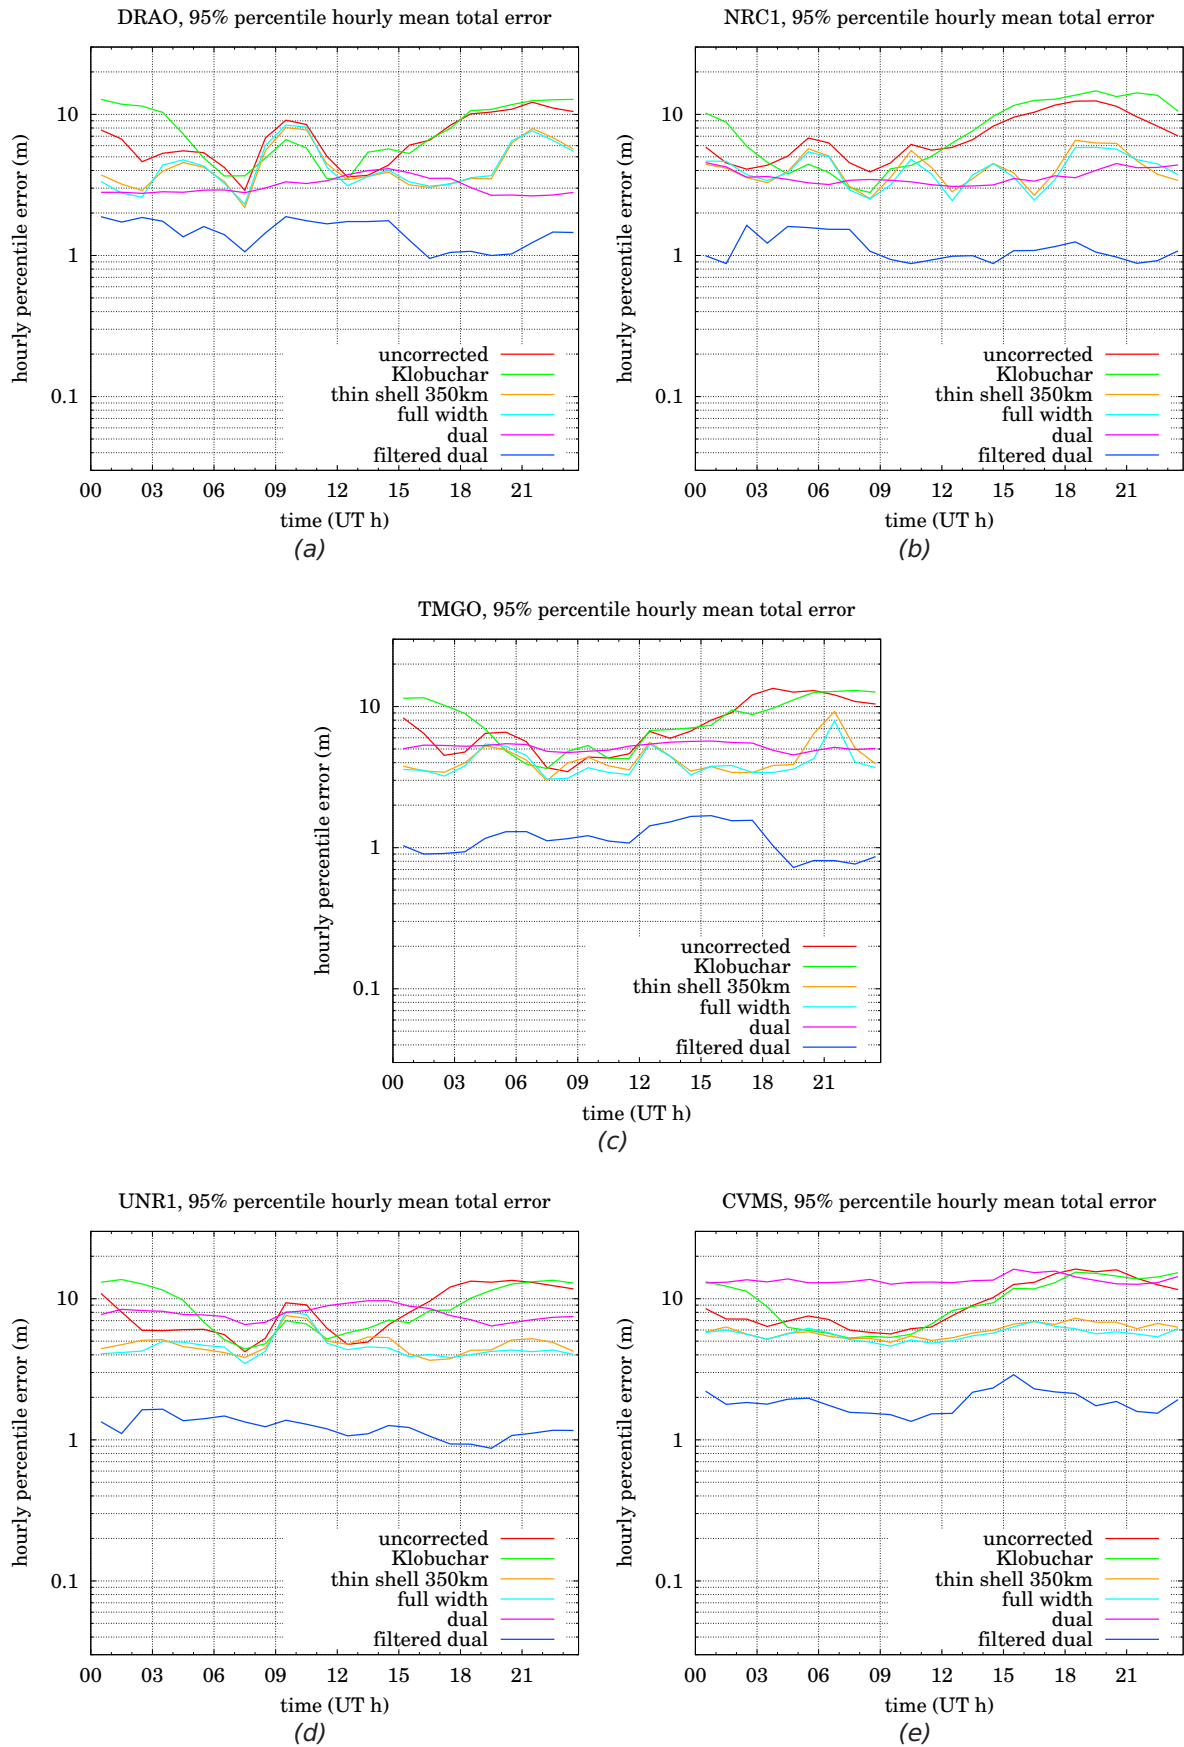 DRAO, 95% percentile hourly mean total error
hourly percentile error (m)
10
1
0.1
uncorrected
Klobuchar
thin shell 350km
full width
dual
filtered dual
00 03 06 09 12 15 18 21
time (UT h)
(a)
NRC1, 95% percentile hourly mean total error
hourly percentile error (m)
10
1
0.1
uncorrected
Klobuchar
thin shell 350km
full width
dual
filtered dual
00 03 06 09 12 15 18 21
time (UT h)
(b)
TMGO, 95% percentile hourly mean total error
hourly percentile error (m)
10
1
0.1
uncorrected
Klobuchar
thin shell 350km
full width
dual
filtered dual
00 03 06 09 12 15 18 21
time (UT h)
(c)
UNR1, 95% percentile hourly mean total error
hourly percentile error (m)
10
1
0.1
uncorrected
Klobuchar
thin shell 350km
full width
dual
filtered dual
00 03 06 09 12 15 18 21
time (UT h)
(d)
CVMS, 95% percentile hourly mean total error
hourly percentile error (m)
10
1
0.1
uncorrected
Klobuchar
thin shell 350km
full width
dual
filtered dual
00 03 06 09 12 15 18 21
time (UT h)
(e)